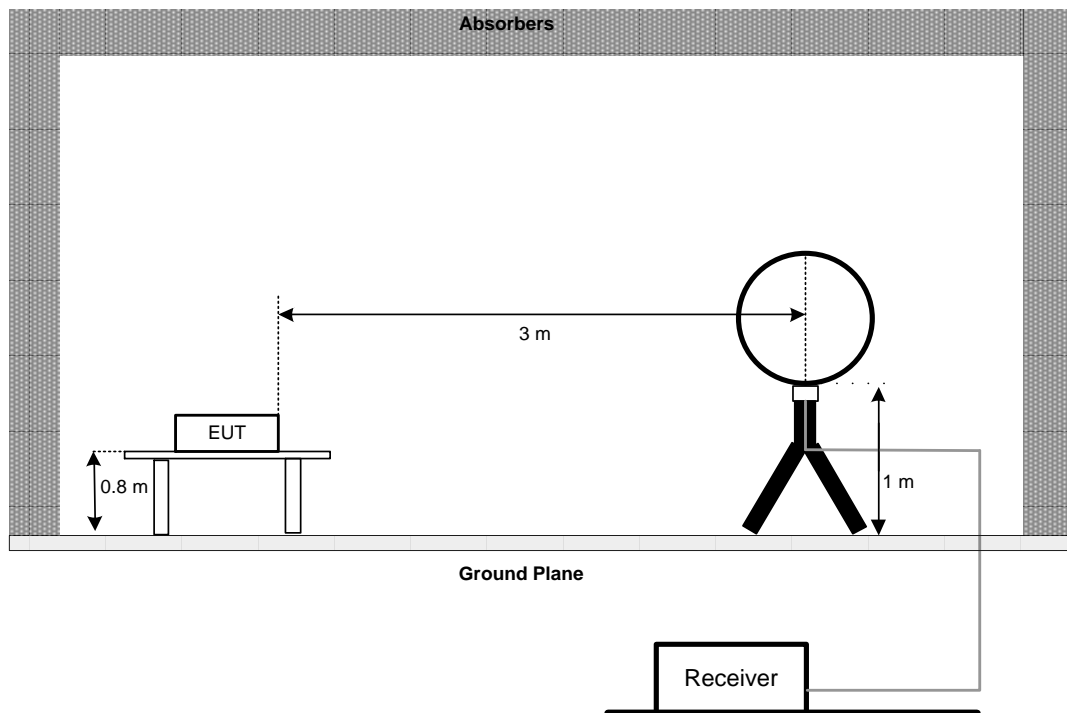 Absorbers
3 m
EUT
0.8 m
1 m
Ground Plane
Receiver